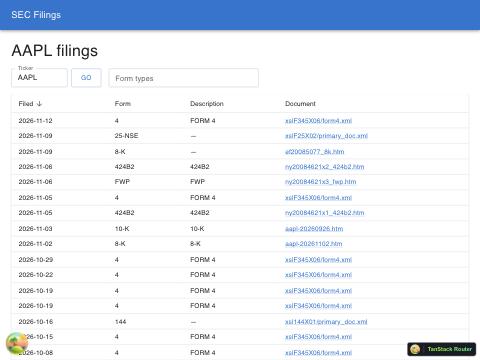 SEC Filings
AAPL filings
Ticker
AAPL GO Form types
Filed ↓ Form Description Document
2026-11-12 4 FORM 4 xslF345X06/form4.xml
2026-11-09 25-NSE — xslF25X02/primary_doc.xml
2026-11-09 8-K — ef20085077_8k.htm
2026-11-06 424B2 424B2 ny20084621x2_424b2.htm
2026-11-06 FWP FWP ny20084621x3_fwp.htm
2026-11-05 4 FORM 4 xslF345X06/form4.xml
2026-11-05 424B2 424B2 ny20084621x1_424b2.htm
2026-11-03 10-K 10-K aapl-20260926.htm
2026-11-02 8-K 8-K aapl-20261102.htm
2026-10-29 4 FORM 4 xslF345X06/form4.xml
2026-10-22 4 FORM 4 xslF345X06/form4.xml
2026-10-19 4 FORM 4 xslF345X06/form4.xml
2026-10-19 4 FORM 4 xslF345X06/form4.xml
2026-10-16 144 — xsl144X01/primary_doc.xml
2026-10-15 4 FORM 4 xslF345X06/form4.xml
2026-10-08 4 FORM 4 xslF345X06/form4.xml
TanStack Router